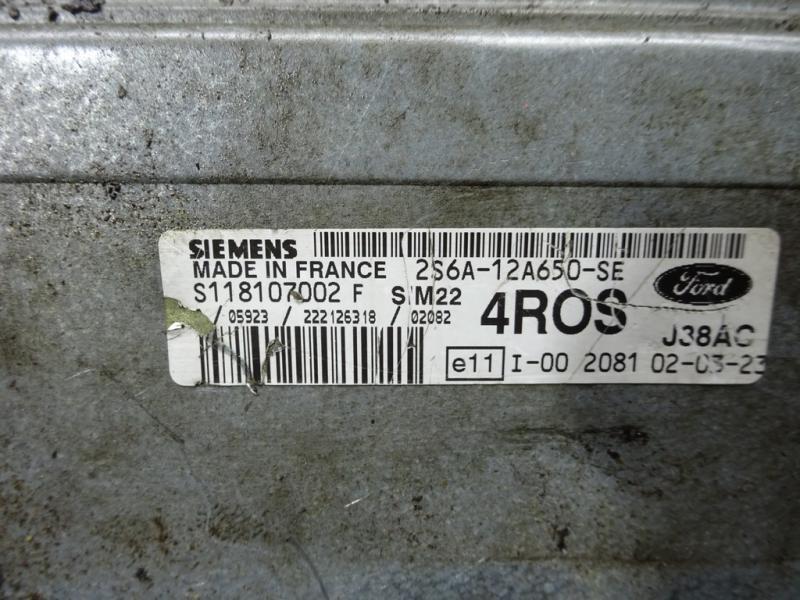 SIEMENS
MADE IN FRANCE 2S6A-12A650-SE
S118107002 F SIM22 Ford
/ 05923 / 222126318 / 02082 4ROS J38AC
e11 I-00 2081 02-03-23